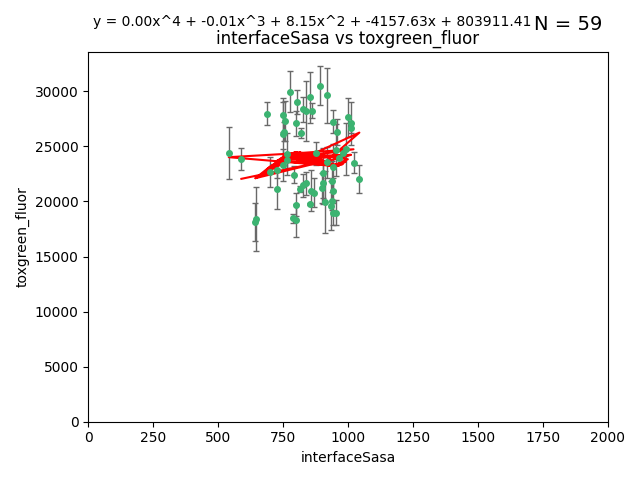 y = 0.00x^4 + -0.01x^3 + 8.15x^2 + -4157.63x + 803911.41 N = 59
interfaceSasa vs toxgreen_fluor
30000
25000
20000
15000
10000
5000
0
toxgreen_fluor
0 250 500 750 1000 1250 1500 1750 2000
interfaceSasa